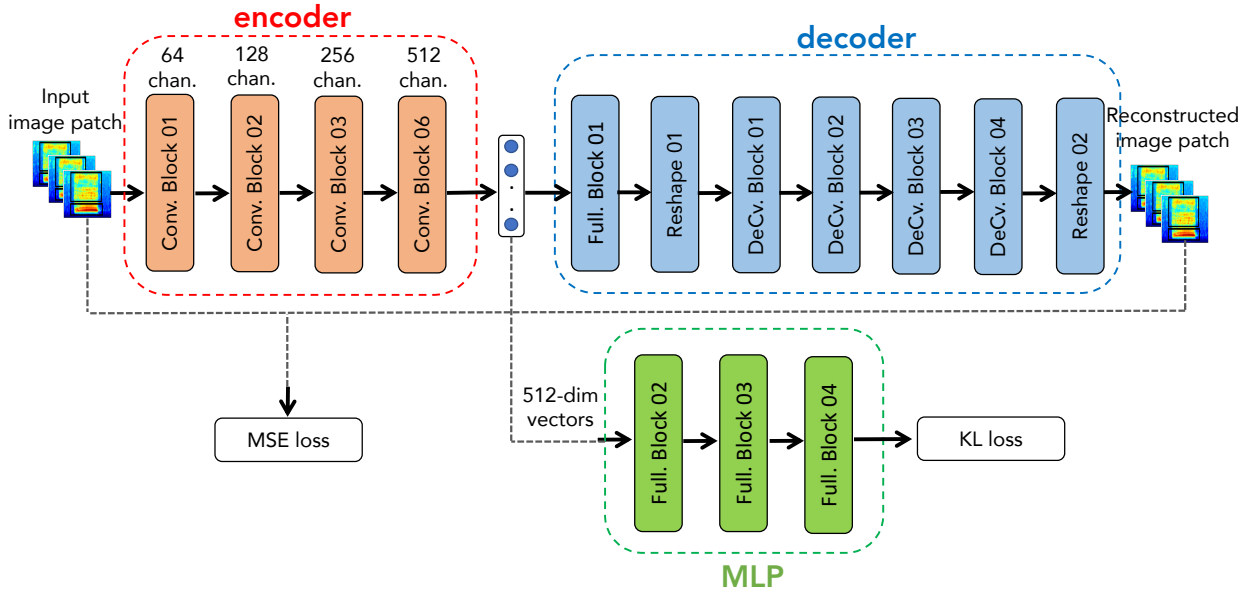 encoder
decoder
64
chan.
128
chan.
256
chan.
512
chan.
Input
image patch
Conv. Block 01
Conv. Block 02
Conv. Block 03
Conv. Block 06
Full. Block 01
Reshape 01
DeCv. Block 01
DeCv. Block 02
DeCv. Block 03
DeCv. Block 04
Reshape 02
Reconstructed
image patch
512-dim
vectors
Full. Block 02
Full. Block 03
Full. Block 04
MSE loss
KL loss
MLP